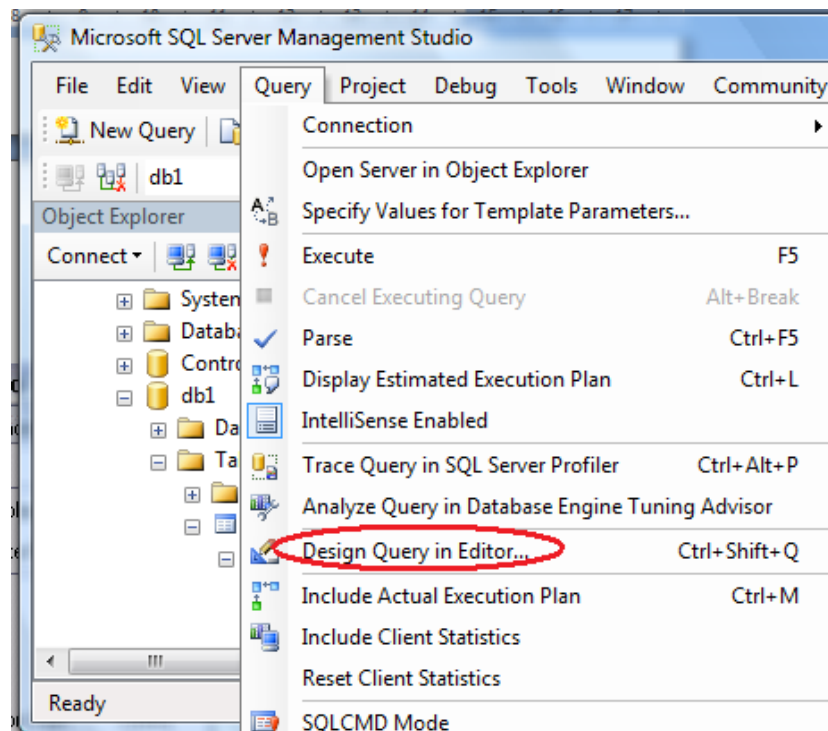 Microsoft SQL Server Management Studio
File Edit View Query Project Debug Tools Window Community
New Query
db1
Object Explorer
Connect
System
Databa
Contro
db1
Da
Ta
Ready
Connection
Open Server in Object Explorer
Specify Values for Template Parameters...
Execute F5
Cancel Executing Query Alt+Break
Parse Ctrl+F5
Display Estimated Execution Plan Ctrl+L
IntelliSense Enabled
Trace Query in SQL Server Profiler Ctrl+Alt+P
Analyze Query in Database Engine Tuning Advisor
Design Query in Editor... Ctrl+Shift+Q
Include Actual Execution Plan Ctrl+M
Include Client Statistics
Reset Client Statistics
SQLCMD Mode